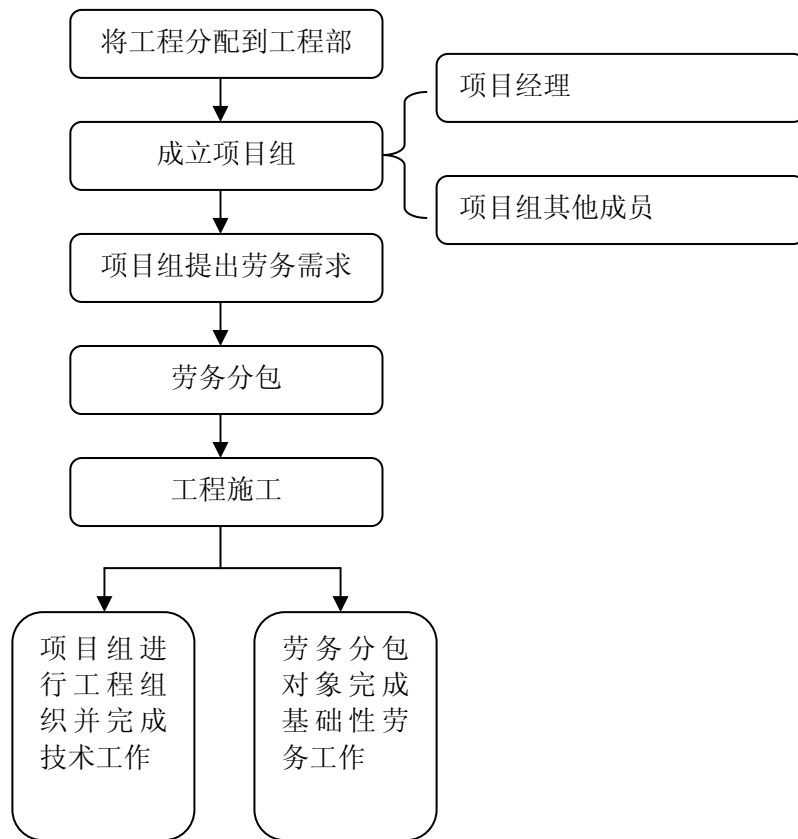 将工程分配到工程部
项目经理
成立项目组
项目组其他成员
项目组提出劳务需求
劳务分包
工程施工
项目组进
行工程组
织并完成
技术工作
劳务分包
对象完成
基础性劳
务工作